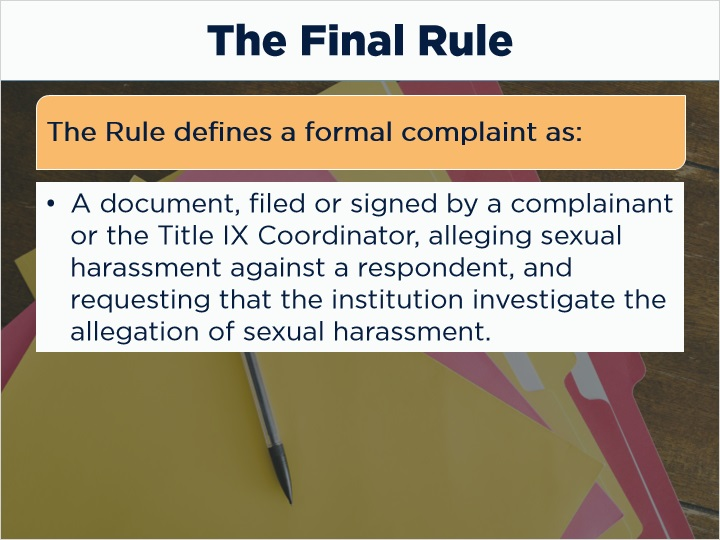 The Final Rule
The Rule defines a formal complaint as:
• A document, filed or signed by a complainant
or the Title IX Coordinator, alleging sexual
harassment against a respondent, and
requesting that the institution investigate the
allegation of sexual harassment.